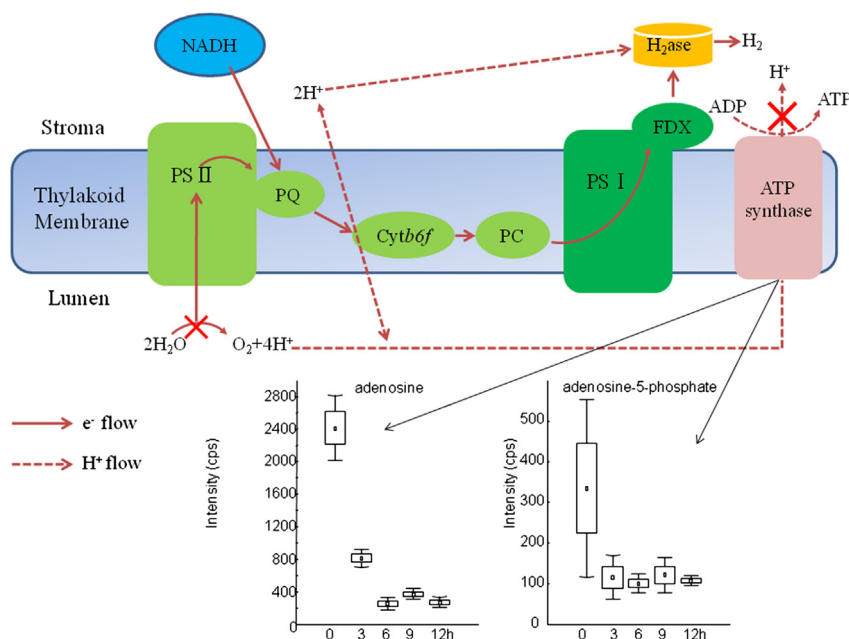 NADH
H₂ase
H₂
2H⁺
H⁺
ADP
ATP
Stroma
FDX
PS Ⅱ
PS Ⅰ
Thylakoid
Membrane
PQ
ATP
synthase
Cytb6f
PC
Lumen
2H₂O
O₂+4H⁺
e⁻ flow
H⁺ flow
adenosine
Intensity (cps)
2800
2400
2000
1600
1200
800
400
0
0 3 6 9 12h
adenosine-5-phosphate
Intensity (cps)
500
400
300
200
100
0
0 3 6 9 12h